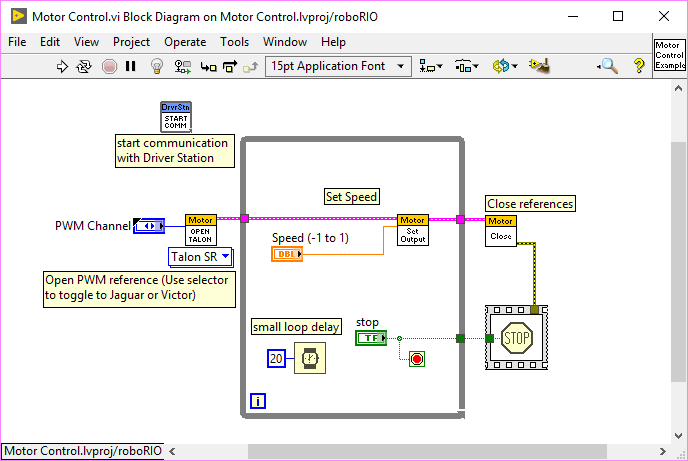 Motor Control.vi Block Diagram on Motor Control.lvproj/roboRIO
File Edit View Project Operate Tools Window Help
15pt Application Font
Motor
Control
Example
DrvrStn
START
COMM
start communication
with Driver Station
Set Speed
Close references
PWM Channel
Motor
OPEN
TALON
Motor
Set
Output
Motor
Close
Talon SR
Speed (-1 to 1)
DBL
Open PWM reference (Use selector
to toggle to Jaguar or Victor)
small loop delay
stop
20
TF
STOP
i
Motor Control.lvproj/roboRIO